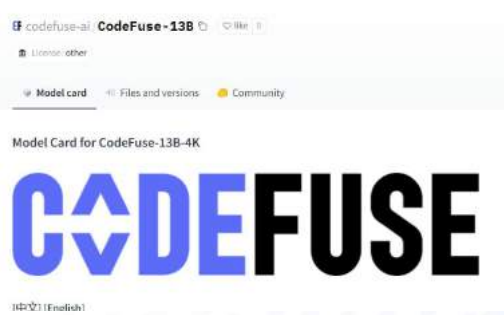 codefuse-ai/CodeFuse-13B like 0
License: other
Model card Files and versions Community
Model Card for CodeFuse-13B-4K
CODEFUSE
[中文] [English]